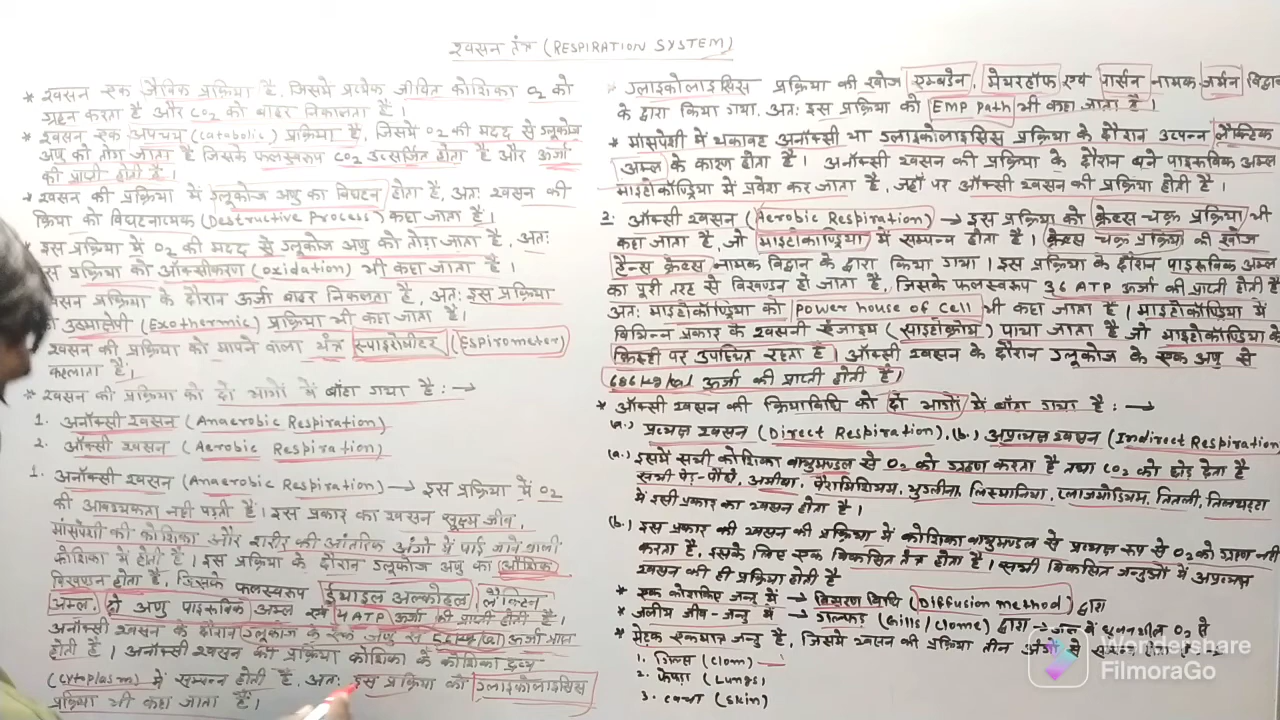 श्वसन तंत्र (RESPIRATION SYSTEM)
* श्वसन एक जैविक प्रक्रिया है, जिसमे प्रत्येक जीवित कोशिका O2 को
ग्रहन करता है और CO2 को बाहर निकालता है।
* श्वसन एक अपचय (Catabolic) प्रक्रिया है, जिसमे O2 की मदद से ग्लूकोज
अणु को तोरा जाता है जिसके फलस्वरूप CO2 उत्सर्जित होता है और ऊर्जा
की प्राप्ती होती है।
* श्वसन की प्रक्रिया में ग्लूकोज अणु का विघटन होता है, अतः श्वसन की
क्रिया को विघटनात्मक (Destructive Process) कहा जाता है।
* इस प्रक्रिया में O2 की मदद से ग्लूकोज अणु को तोड़ा जाता है, अतः
इस प्रक्रिया को ऑक्सीकरण (Oxidation) भी कहा जाता है।
श्वसन प्रक्रिया के दौरान ऊर्जा बाहर निकलता है, अतः इस प्रक्रिया
को उष्माक्षेपी (Exothermic) प्रक्रिया भी कहा जाता है।
श्वसन की प्रक्रिया को मापने वाला यंत्र स्पाइरोमीटर (Espirometer)
कहलाता है।
* श्वसन की प्रक्रिया को दो भागों में बाँटा गया है :→
1. अनॉक्सी श्वसन (Anaerobic Respiration)
2. ऑक्सी श्वसन (Aerobic Respiration)
1. अनॉक्सी श्वसन (Anaerobic Respiration) → इस प्रक्रिया में O2
की आवश्यकता नही पड़ती है। इस प्रकार का श्वसन सूक्ष्म जीव,
मांसपेशी की कोशिका और शरीर की आंतरिक अंगो में पाई जाने वाली
कोशिका में होती है। इस प्रक्रिया के दौरान ग्लूकोज अणु का आंशिक
विखण्डन होता है, जिसके फलस्वरूप ईथाइल अल्कोहल, लैक्टिक
अम्ल, दो अणु पाइरूविक अम्ल एवं 4ATP ऊर्जा की प्राप्ती होती है।
अनॉक्सी श्वसन के दौरान ग्लूकोज के एक अणु से ऊर्जा प्राप्त
होती है। अनॉक्सी श्वसन की प्रक्रिया कोशिका के कोशिका द्रव्य
(Cytoplasm) में सम्पन्न होती है, अतः इस प्रक्रिया को ग्लाइकोलाइसिस
प्रक्रिया भी कहा जाता है।
ग्लाइकोलाइसिस प्रक्रिया की खोज एम्बडेन, मेयरहॉफ एवं पार्सन नामक जर्मन
के द्वारा किया गया, अतः इस प्रक्रिया को EMP Path भी कहा जाता है।
* मांसपेशी में थकावट अनॉक्सी या ग्लाइकोलाइसिस प्रक्रिया के दौरान उत्पन्न लैक्टिक
अम्ल के कारण होता है। अनॉक्सी श्वसन की प्रक्रिया के दौरान बने पाइरूविक अम्ल
माइटोकॉण्ड्रिया में प्रवेश कर जाता है, जहाँ पर ऑक्सी श्वसन की प्रक्रिया होती है।
2. ऑक्सी श्वसन (Aerobic Respiration) → इस प्रक्रिया को क्रेब्स चक्र प्रक्रिया भी
कहा जाता है, जो माइटोकाण्ड्रिया में सम्पन्न होता है। क्रेब्स चक्र प्रक्रिया की खोज
हैन्स क्रेब्स नामक विद्वान के द्वारा किया गया। इस प्रक्रिया के दौरान पाइरूविक अम्ल
का पूरी तरह से विखण्डन हो जाता है, जिसके फलस्वरूप 36 ATP ऊर्जा की प्राप्ती होती है
अतः माइटोकॉण्ड्रिया को Power house of Cell भी कहा जाता है। माइटोकॉण्ड्रिया में
विभिन्न प्रकार के श्वसनी इंजाइम (साइटोक्रोम) पाया जाता है जो माइटोकॉण्ड्रिया के
क्रिस्टी पर उपस्थित रहता है। ऑक्सी श्वसन के दौरान ग्लूकोज के एक अणु से
ऊर्जा की प्राप्ती होती है।
* ऑक्सी श्वसन की क्रियाविधि को दो भागों में बाँटा गया है :→
(a.) प्रत्यक्ष श्वसन (Direct Respiration), (b.) अप्रत्यक्ष श्वसन (Indirect Respiration
(a.) इसमें सभी कोशिका वायुमण्डल से O2 को ग्रहण करता है तथा CO2 को छोड़ देता है
सभी पेड़-पौधे, अमीबा, पैरामिशियम, युग्लीना, लिस्मानिया, प्लाजमोडियम, तितली, तिलचट्टा
में इसी प्रकार का श्वसन होता है।
(b.) इस प्रकार की श्वसन की प्रक्रिया में कोशिका वायुमण्डल से प्रत्यक्ष रूप से O2 को ग्रहण नही
करता है, इसके लिए एक विकसित तंत्र होता है। सभी विकसित जन्तुओं में अप्रत्यक्ष
श्वसन की ही प्रक्रिया होती है
* एक कोशिकीए जन्तु में → विसरण विधि (Diffusion method) द्वारा
* जलीय जीव-जन्तु में → गलफड़ (Gills/Clome) द्वारा → जल में घुलनशील O2 से
* मेंढक एकमात्र जन्तु है, जिसमे श्वसन की प्रक्रिया तीन अंगो से
1. गिल्स (Clom) →
2. फेफड़ा (Lungs)
3. त्वचा (Skin)
Wondershare
FilmoraGo